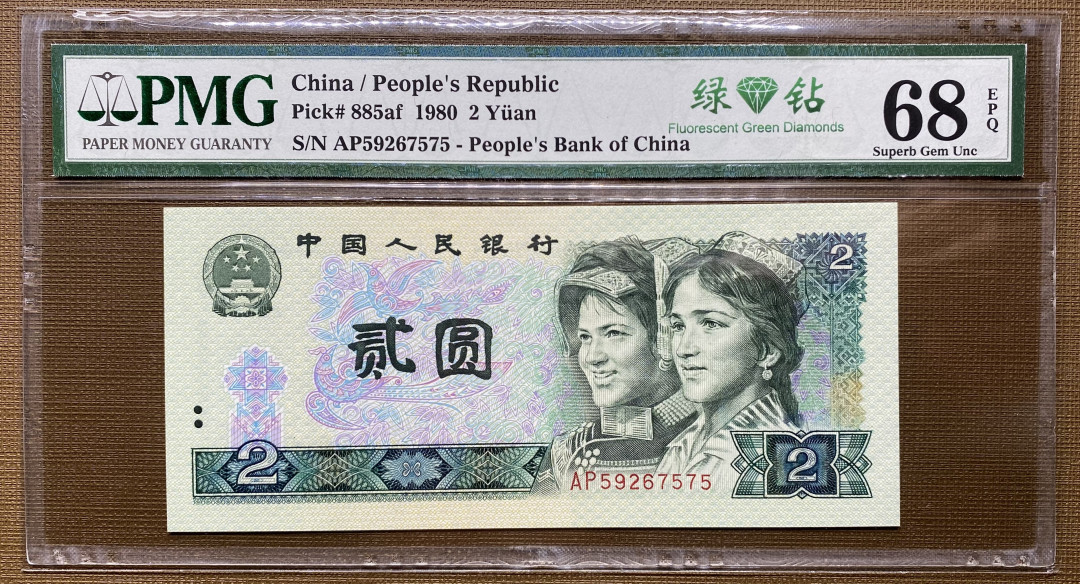 PMG
PAPER MONEY GUARANTY
China / People's Republic
Pick# 885af 1980 2 Yüan
S/N AP59267575 - People's Bank of China
绿 钻
Fluorescent Green Diamonds
68
EPQ
Superb Gem Unc
中国人民银行
2
贰圆
2
AP59267575
2